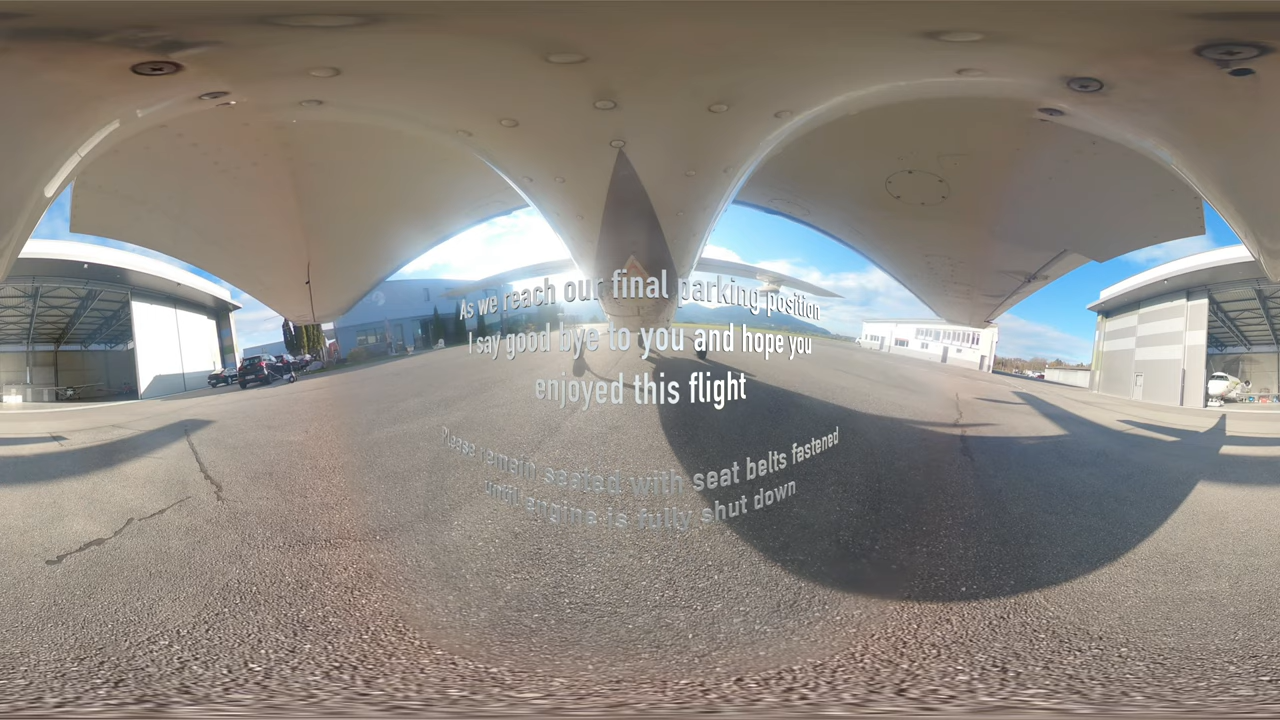 As we reach our final parking position
I say good bye to you and hope you
enjoyed this flight
Please remain seated with seat belts fastened
until engine is fully shut down